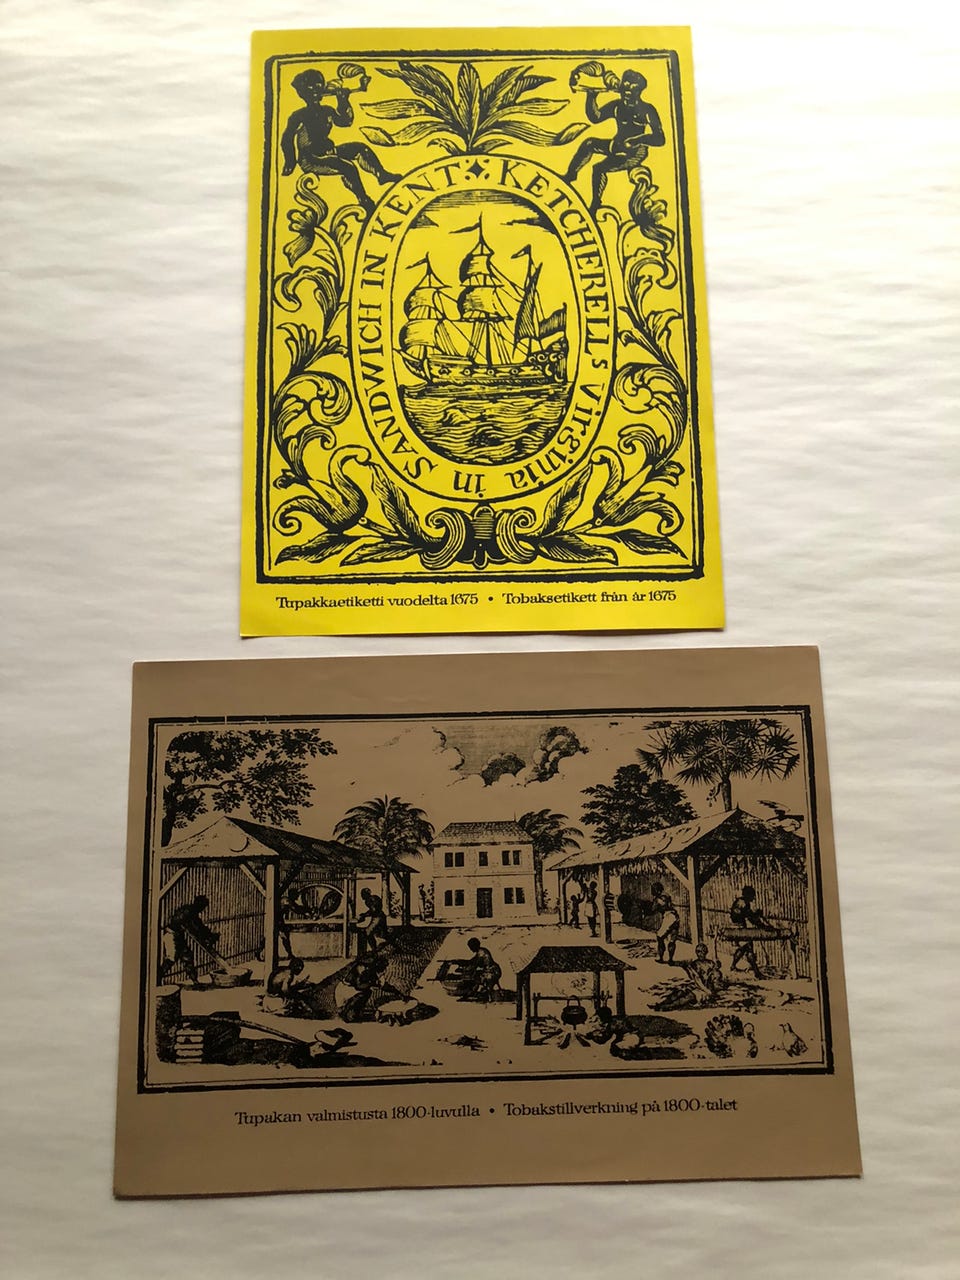 KETCHERELLS Virginia in SANDWICH IN KENT
Tupakkaetiketti vuodelta 1675 • Tobaksetikett från år 1675
Tupakan valmistusta 1800-luvulla • Tobakstillverkning på 1800-talet